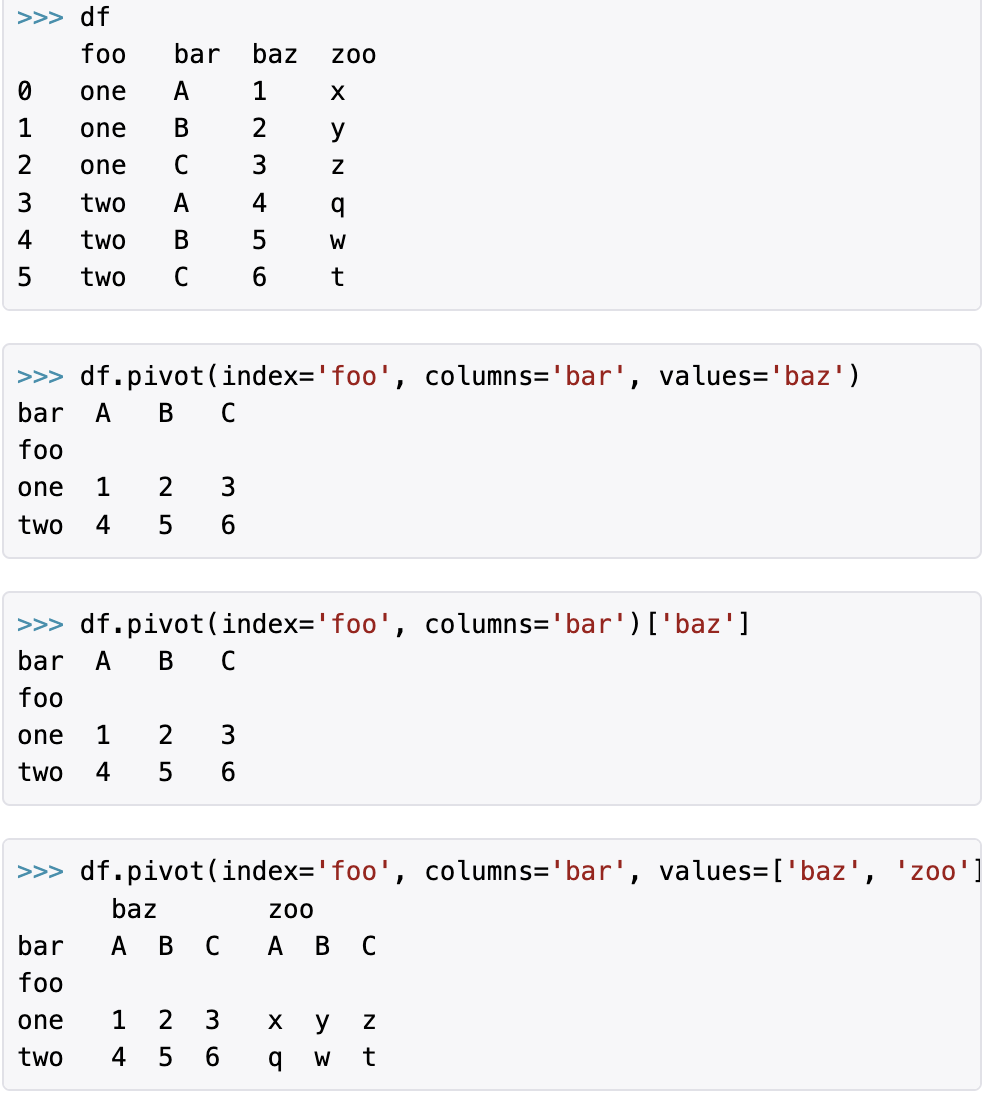 >>> df
    foo   bar  baz  zoo
0   one   A    1    x
1   one   B    2    y
2   one   C    3    z
3   two   A    4    q
4   two   B    5    w
5   two   C    6    t
>>> df.pivot(index='foo', columns='bar', values='baz')
bar  A   B   C
foo
one  1   2   3
two  4   5   6
>>> df.pivot(index='foo', columns='bar')['baz']
bar  A   B   C
foo
one  1   2   3
two  4   5   6
>>> df.pivot(index='foo', columns='bar', values=['baz', 'zoo']
      baz       zoo
bar   A  B  C   A  B  C
foo
one   1  2  3   x  y  z
two   4  5  6   q  w  t